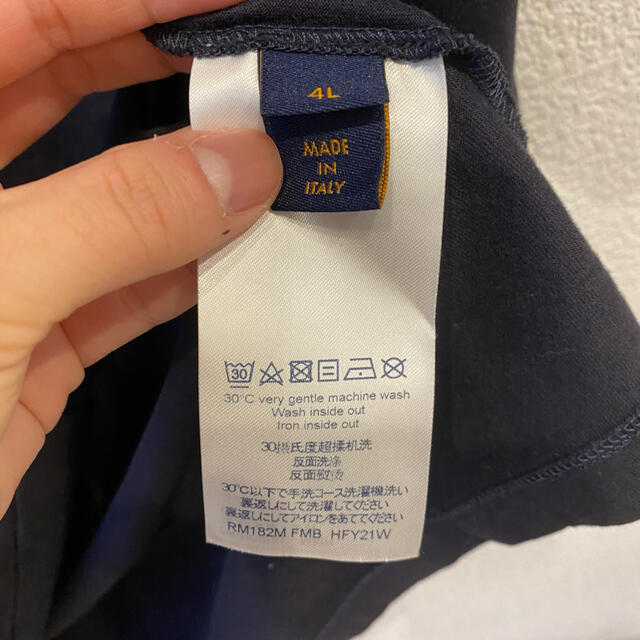 4L
MADE
IN
ITALY
30
30°C very gentle machine wash
Wash inside out
Iron inside out
30摄氏度超揉机洗
反面洗涤
反面熨烫
30℃以下で手洗コース洗濯機洗い
裏返しにして洗濯してください
裏返しにしてアイロンをあててください
RM182M FMB HFY21W